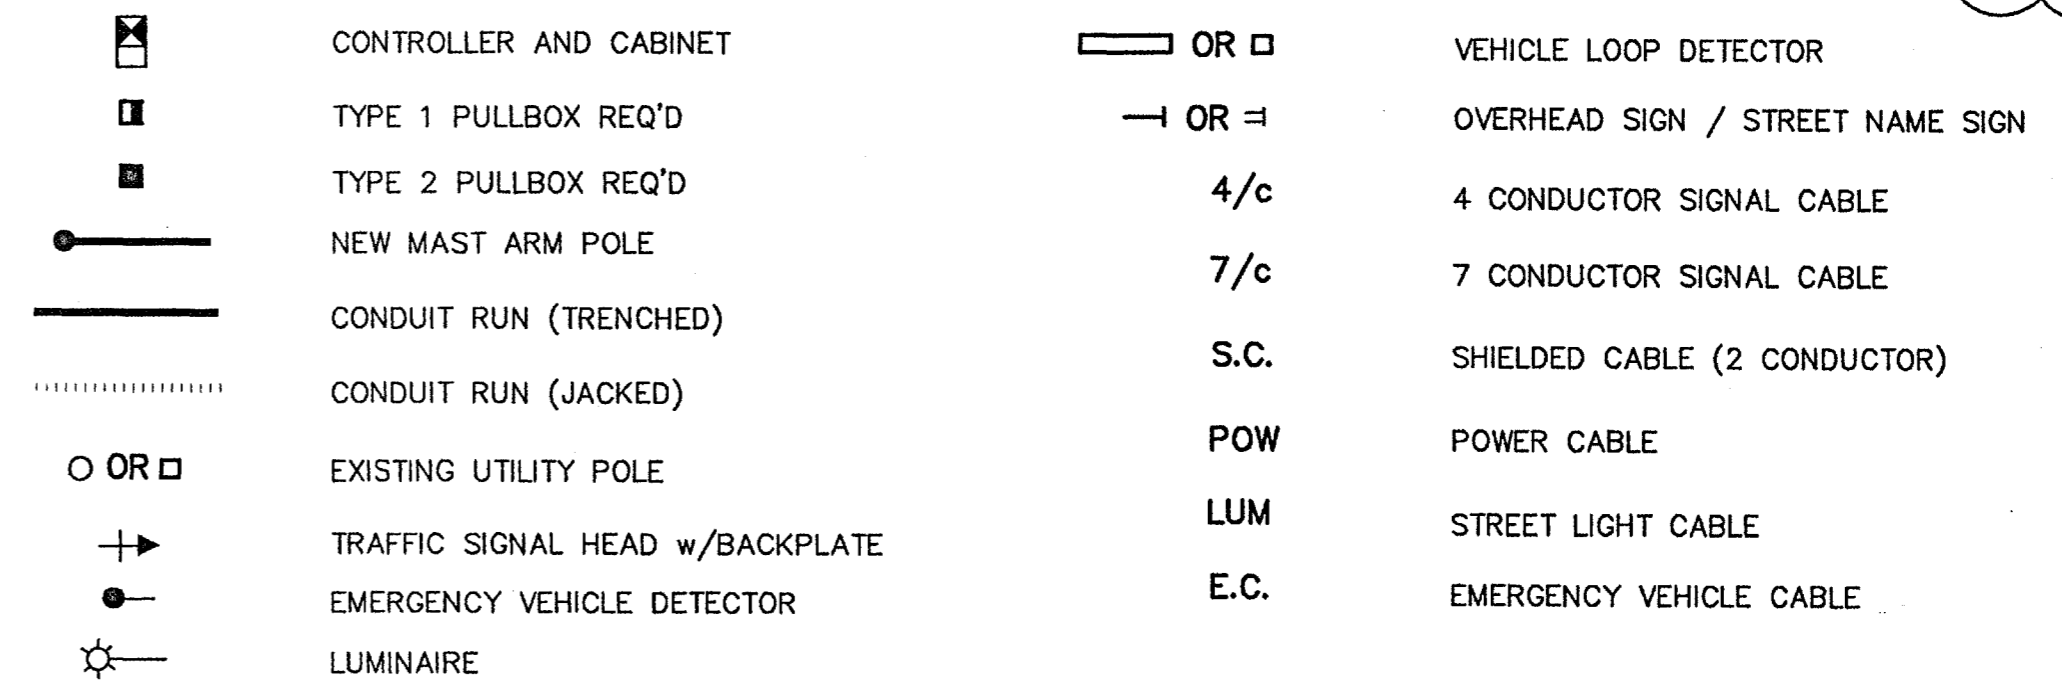 CONTROLLER AND CABINET
TYPE 1 PULLBOX REQ'D
TYPE 2 PULLBOX REQ'D
NEW MAST ARM POLE
CONDUIT RUN (TRENCHED)
CONDUIT RUN (JACKED)
OR EXISTING UTILITY POLE
TRAFFIC SIGNAL HEAD w/BACKPLATE
EMERGENCY VEHICLE DETECTOR
LUMINAIRE
OR VEHICLE LOOP DETECTOR
OR OVERHEAD SIGN / STREET NAME SIGN
4/c 4 CONDUCTOR SIGNAL CABLE
7/c 7 CONDUCTOR SIGNAL CABLE
S.C. SHIELDED CABLE (2 CONDUCTOR)
POW POWER CABLE
LUM STREET LIGHT CABLE
E.C. EMERGENCY VEHICLE CABLE